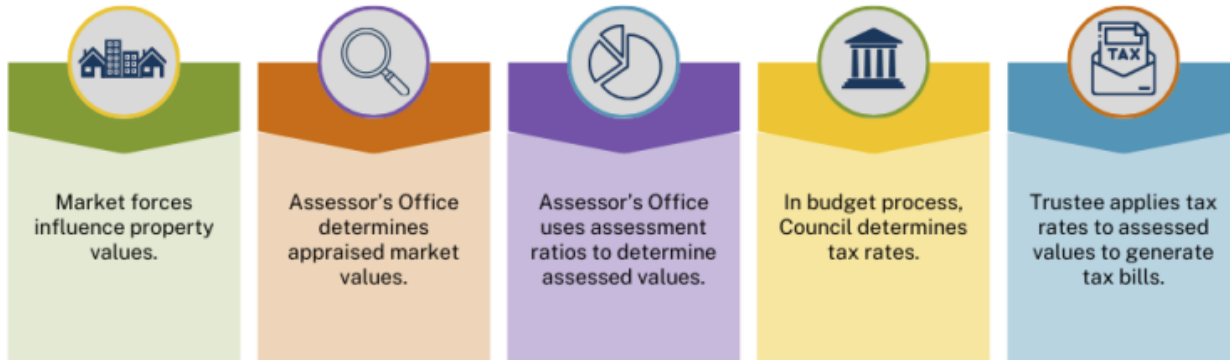 Market forces
influence property
values.
Assessor's Office
determines
appraised market
values.
Assessor's Office
uses assessment
ratios to determine
assessed values.
In budget process,
Council determines
tax rates.
TAX
Trustee applies tax
rates to assessed
values to generate
tax bills.